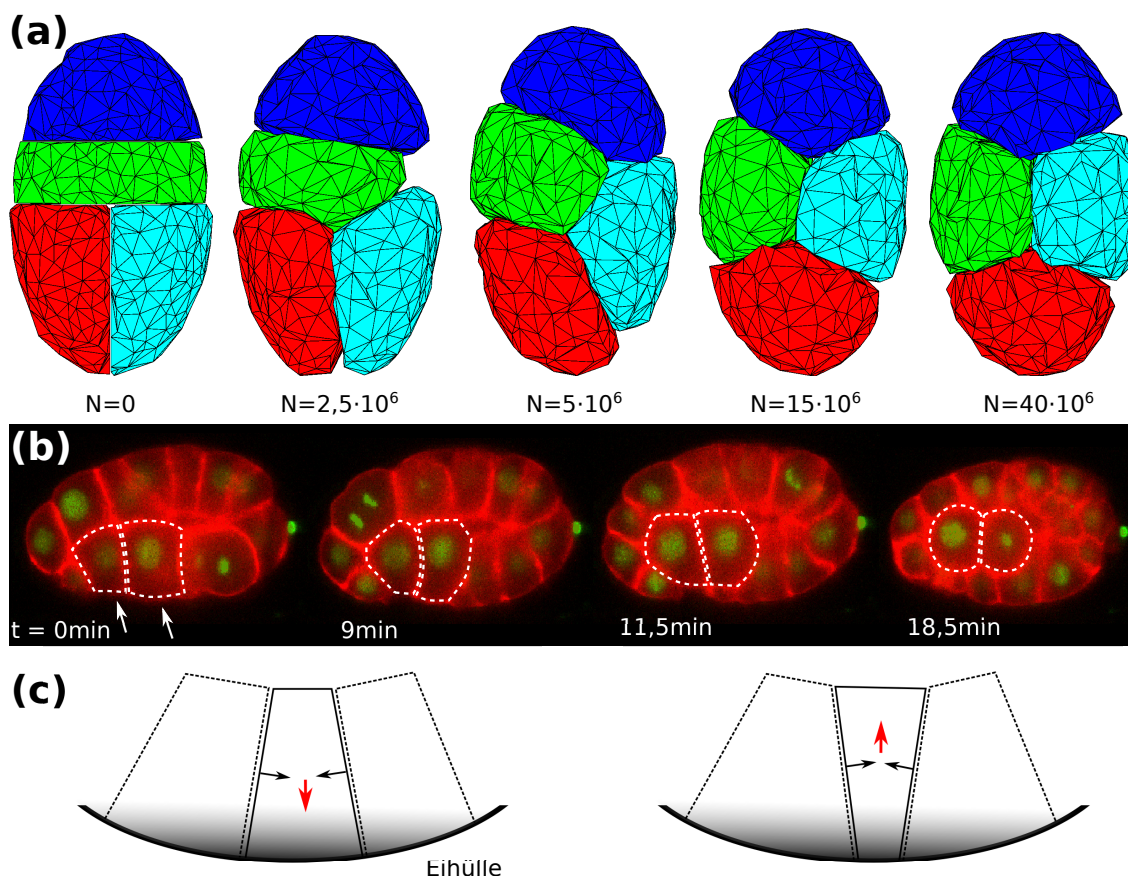 (a)
N=0
N=2,5·10⁶
N=5·10⁶
N=15·10⁶
N=40·10⁶
(b)
t = 0min
9min
11,5min
18,5min
(c)
Eihülle